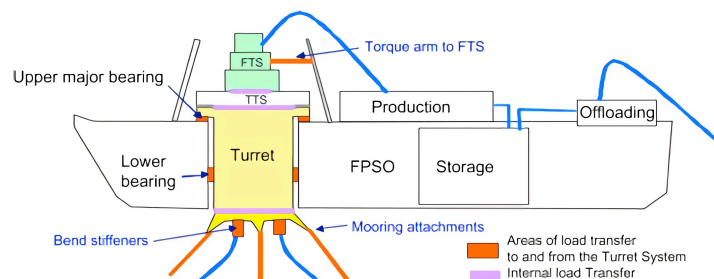 Torque arm to FTS
FTS
Upper major bearing
TTS
Production
Offloading
Turret
FPSO
Storage
Lower
bearing
Mooring attachments
Bend stiffeners
Areas of load transfer
to and from the Turret System
Internal load Transfer